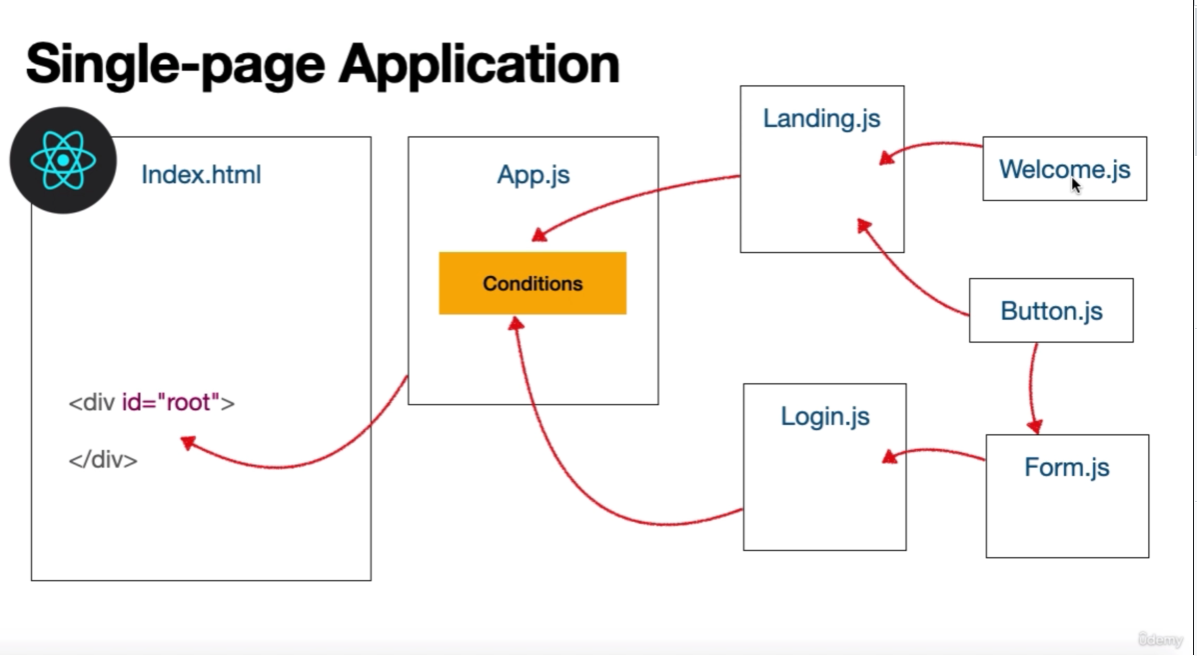 Single-page Application
Index.html
<div id="root">
</div>
App.js
Conditions
Landing.js
Welcome.js
Button.js
Login.js
Form.js
ûdemy